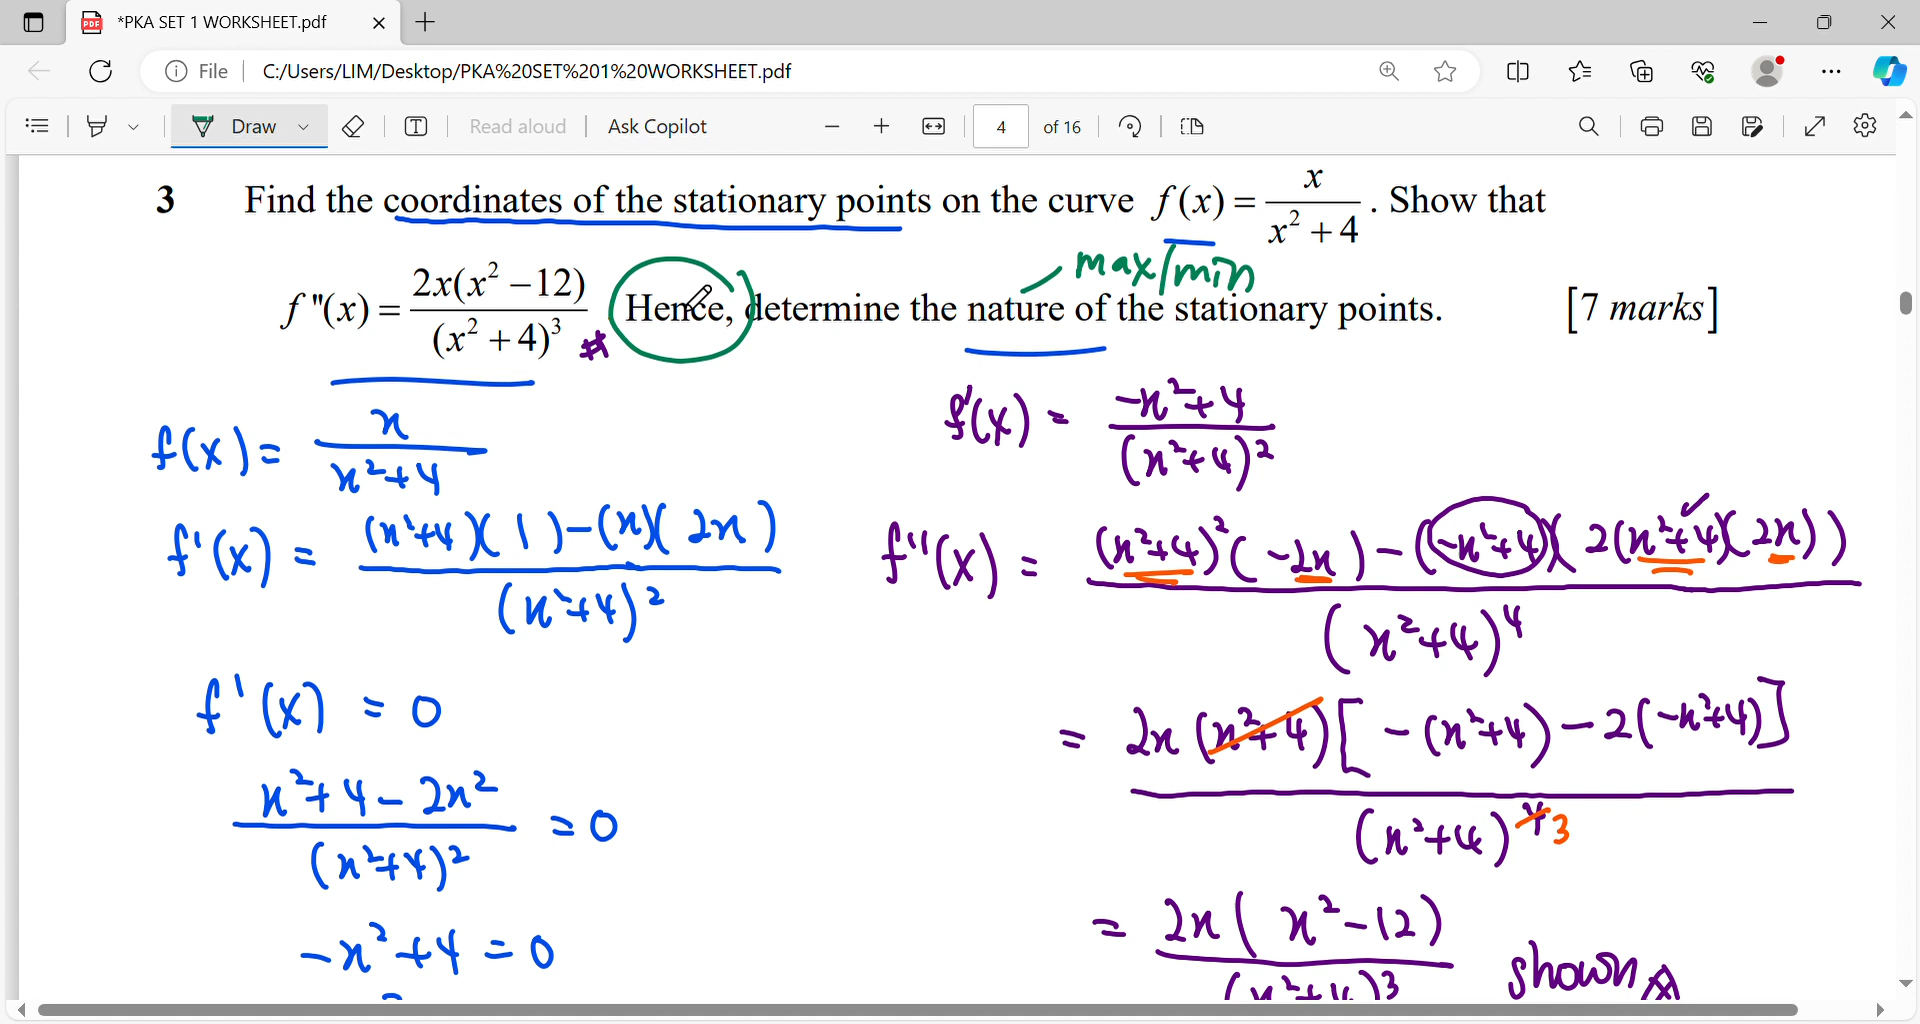 *PKA SET 1 WORKSHEET.pdf
File | C:/Users/LIM/Desktop/PKA%20SET%201%20WORKSHEET.pdf
Draw
Read aloud
Ask Copilot
4 of 16
3 Find the coordinates of the stationary points on the curve f(x) = x/(x² + 4). Show that
max/min
f "(x) = 2x(x² − 12)/(x² + 4)³ Hence, determine the nature of the stationary points. [7 marks]
f(x) = x/(x²+4)
f'(x) = ((x²+4)(1)−(x)(2x))/(x²+4)²
f'(x) = 0
(x²+4−2x²)/(x²+4)² = 0
−x²+4 = 0
f'(x) = (−x²+4)/(x²+4)²
f''(x) = ((x²+4)²(−2x) − (−x²+4)(2(x²+4)(2x)))/(x²+4)⁴
= 2x(x²+4)[−(x²+4)−2(−x²+4)]/(x²+4)⁴ 3
= 2x(x²−12)/(x²+4)³ shown